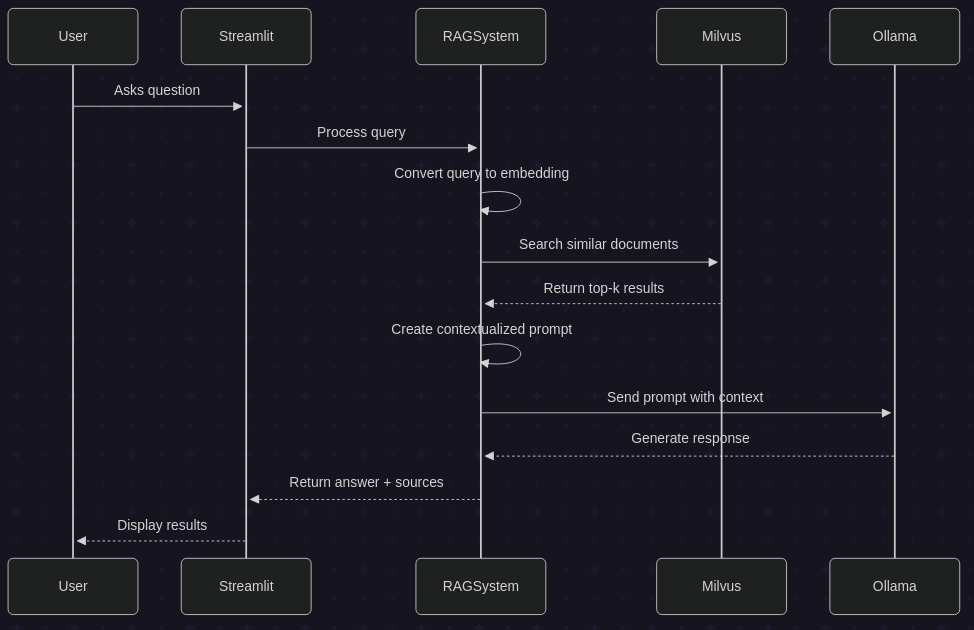 User
Streamlit
RAGSystem
Milvus
Ollama
Asks question
Process query
Convert query to embedding
Search similar documents
Return top-k results
Create contextualized prompt
Send prompt with context
Generate response
Return answer + sources
Display results
User
Streamlit
RAGSystem
Milvus
Ollama